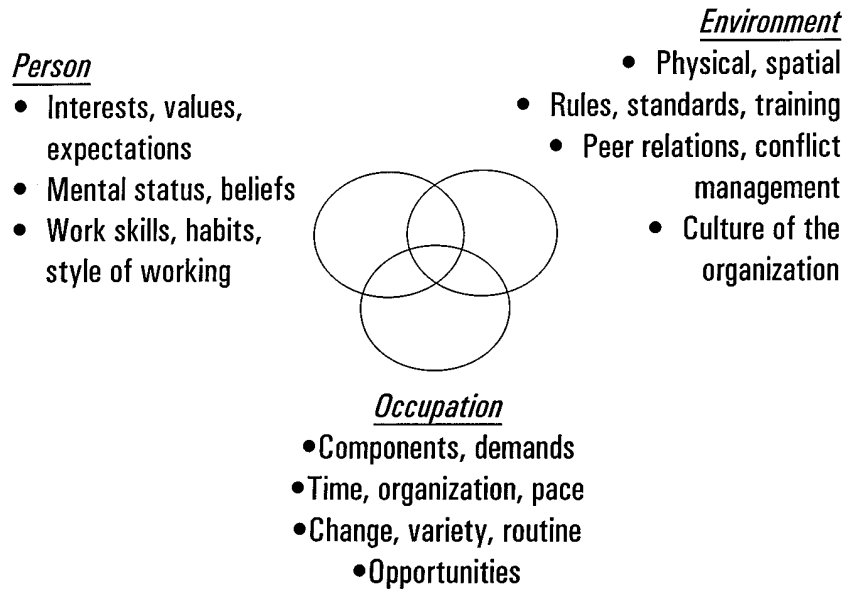 Person
• Interests, values,
expectations
• Mental status, beliefs
• Work skills, habits,
style of working
Environment
• Physical, spatial
• Rules, standards, training
• Peer relations, conflict
management
• Culture of the
organization
Occupation
•Components, demands
•Time, organization, pace
•Change, variety, routine
•Opportunities